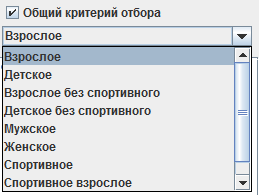 Общий критерий отбора
Взрослое
Взрослое
Детское
Взрослое без спортивного
Детское без спортивного
Мужское
Женское
Спортивное
Спортивное взрослое